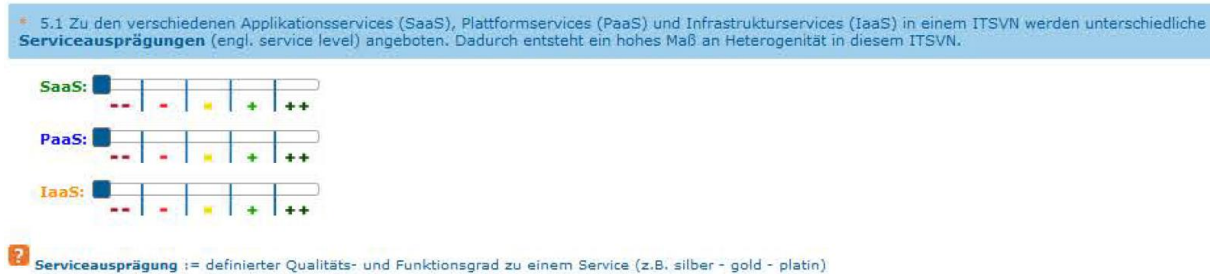 * 5.1 Zu den verschiedenen Applikationsservices (SaaS), Plattformservices (PaaS) und Infrastrukturservices (IaaS) in einem ITSVN werden unterschiedliche
Serviceausprägungen (engl. service level) angeboten. Dadurch entsteht ein hohes Maß an Heterogenität in diesem ITSVN.
SaaS:
-- - = + ++
PaaS:
-- - = + ++
IaaS:
-- - = + ++
? Serviceausprägung := definierter Qualitäts- und Funktionsgrad zu einem Service (z.B. silber - gold - platin)